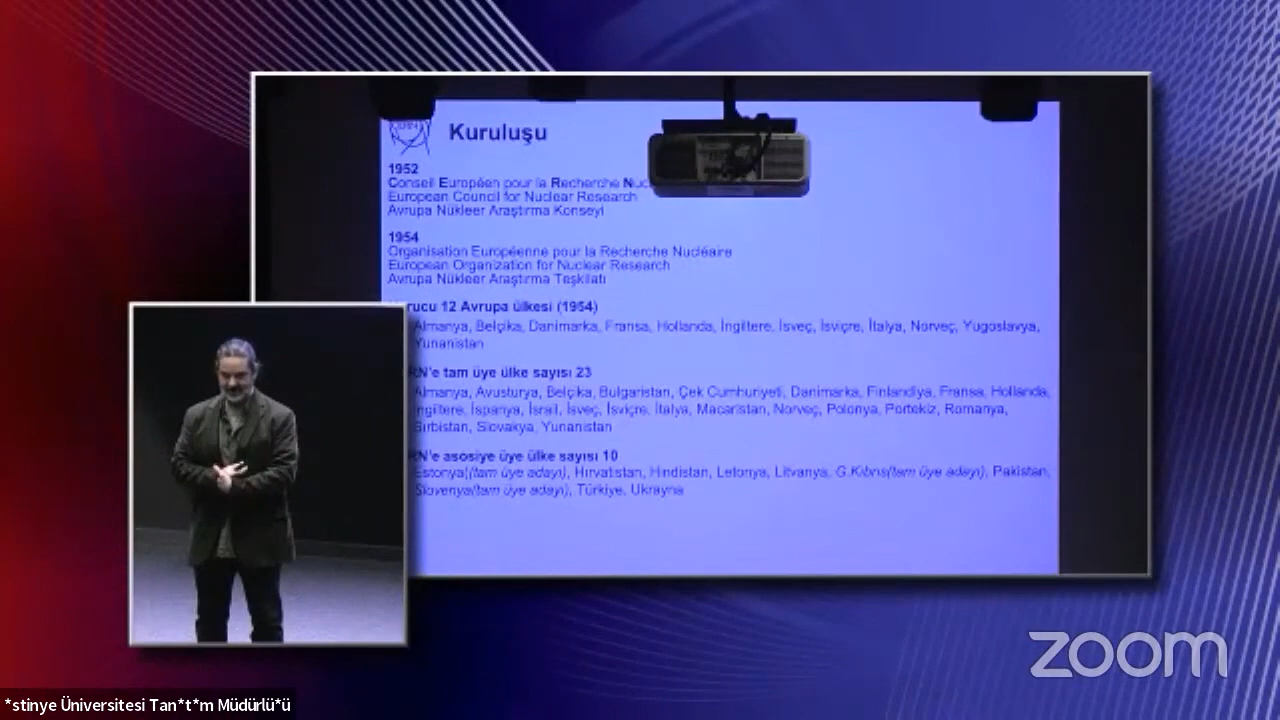 Kuruluşu
1952
Conseil Européen pour la Recherche
European Council for Nuclear Research
Avrupa Nükleer Araştırma Konseyi
1954
Organisation Européenne pour la Recherche Nucléaire
European Organization for Nuclear Research
Avrupa Nükleer Araştırma Teşkilatı
12 Avrupa ülkesi (1954)
Almanya, Belçika, Danimarka, Fransa, Hollanda, İngiltere, İsveç, İsviçre, İtalya, Norveç, Yugoslavya,
Yunanistan
tam üye ülke sayısı 23
Almanya, Avusturya, Belçika, Bulgaristan, Çek Cumhuriyeti, Danimarka, Finlandiya, Fransa, Hollanda,
İspanya, İsrail, İsveç, İsviçre, İtalya, Macaristan, Norveç, Polonya, Portekiz, Romanya,
Sırbistan, Slovakya, Yunanistan
asosiye üye ülke sayısı 10
Estonya((tam üye adayı), Hırvatistan, Hindistan, Letonya, Litvanya, G.Kıbrıs(tam üye adayı), Pakistan,
Slovenya(tam üye adayı), Türkiye, Ukrayna
zoom
*stinye Üniversitesi Tan*t*m Müdürlü*ü